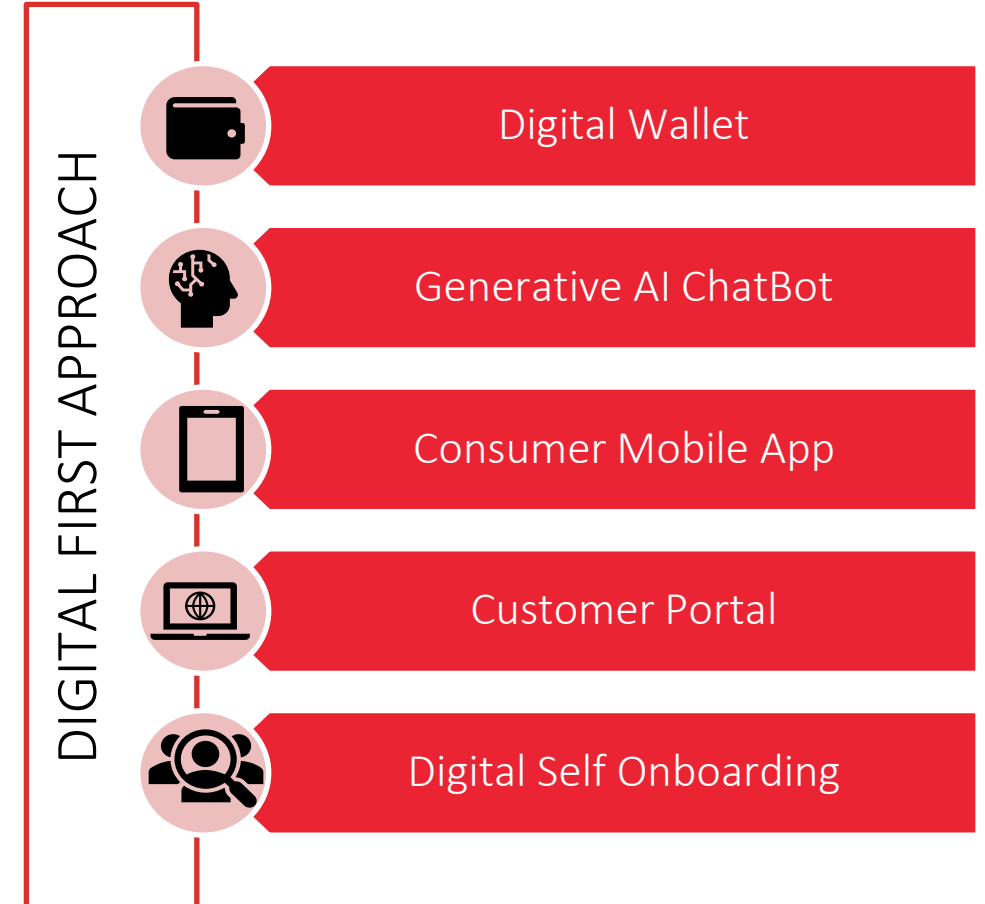 DIGITAL FIRST APPROACH
Digital Wallet
Generative AI ChatBot
Consumer Mobile App
Customer Portal
Digital Self Onboarding